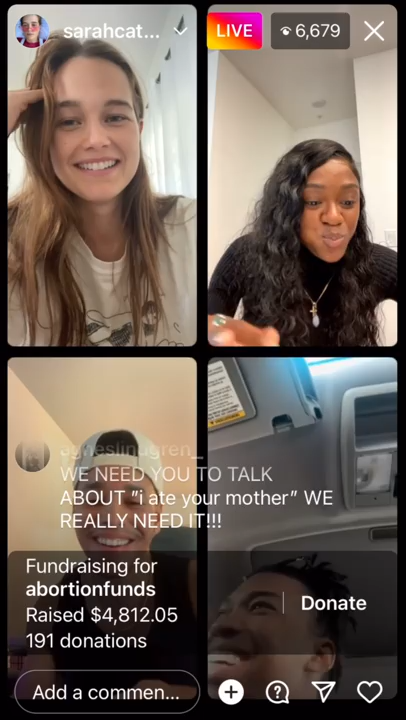 sarahcat...
LIVE
6,679
agneslindgren_
WE NEED YOU TO TALK
ABOUT "i ate your mother" WE
REALLY NEED IT!!!
Fundraising for
abortionfunds
Raised $4,812.05
191 donations
Donate
Add a commen...